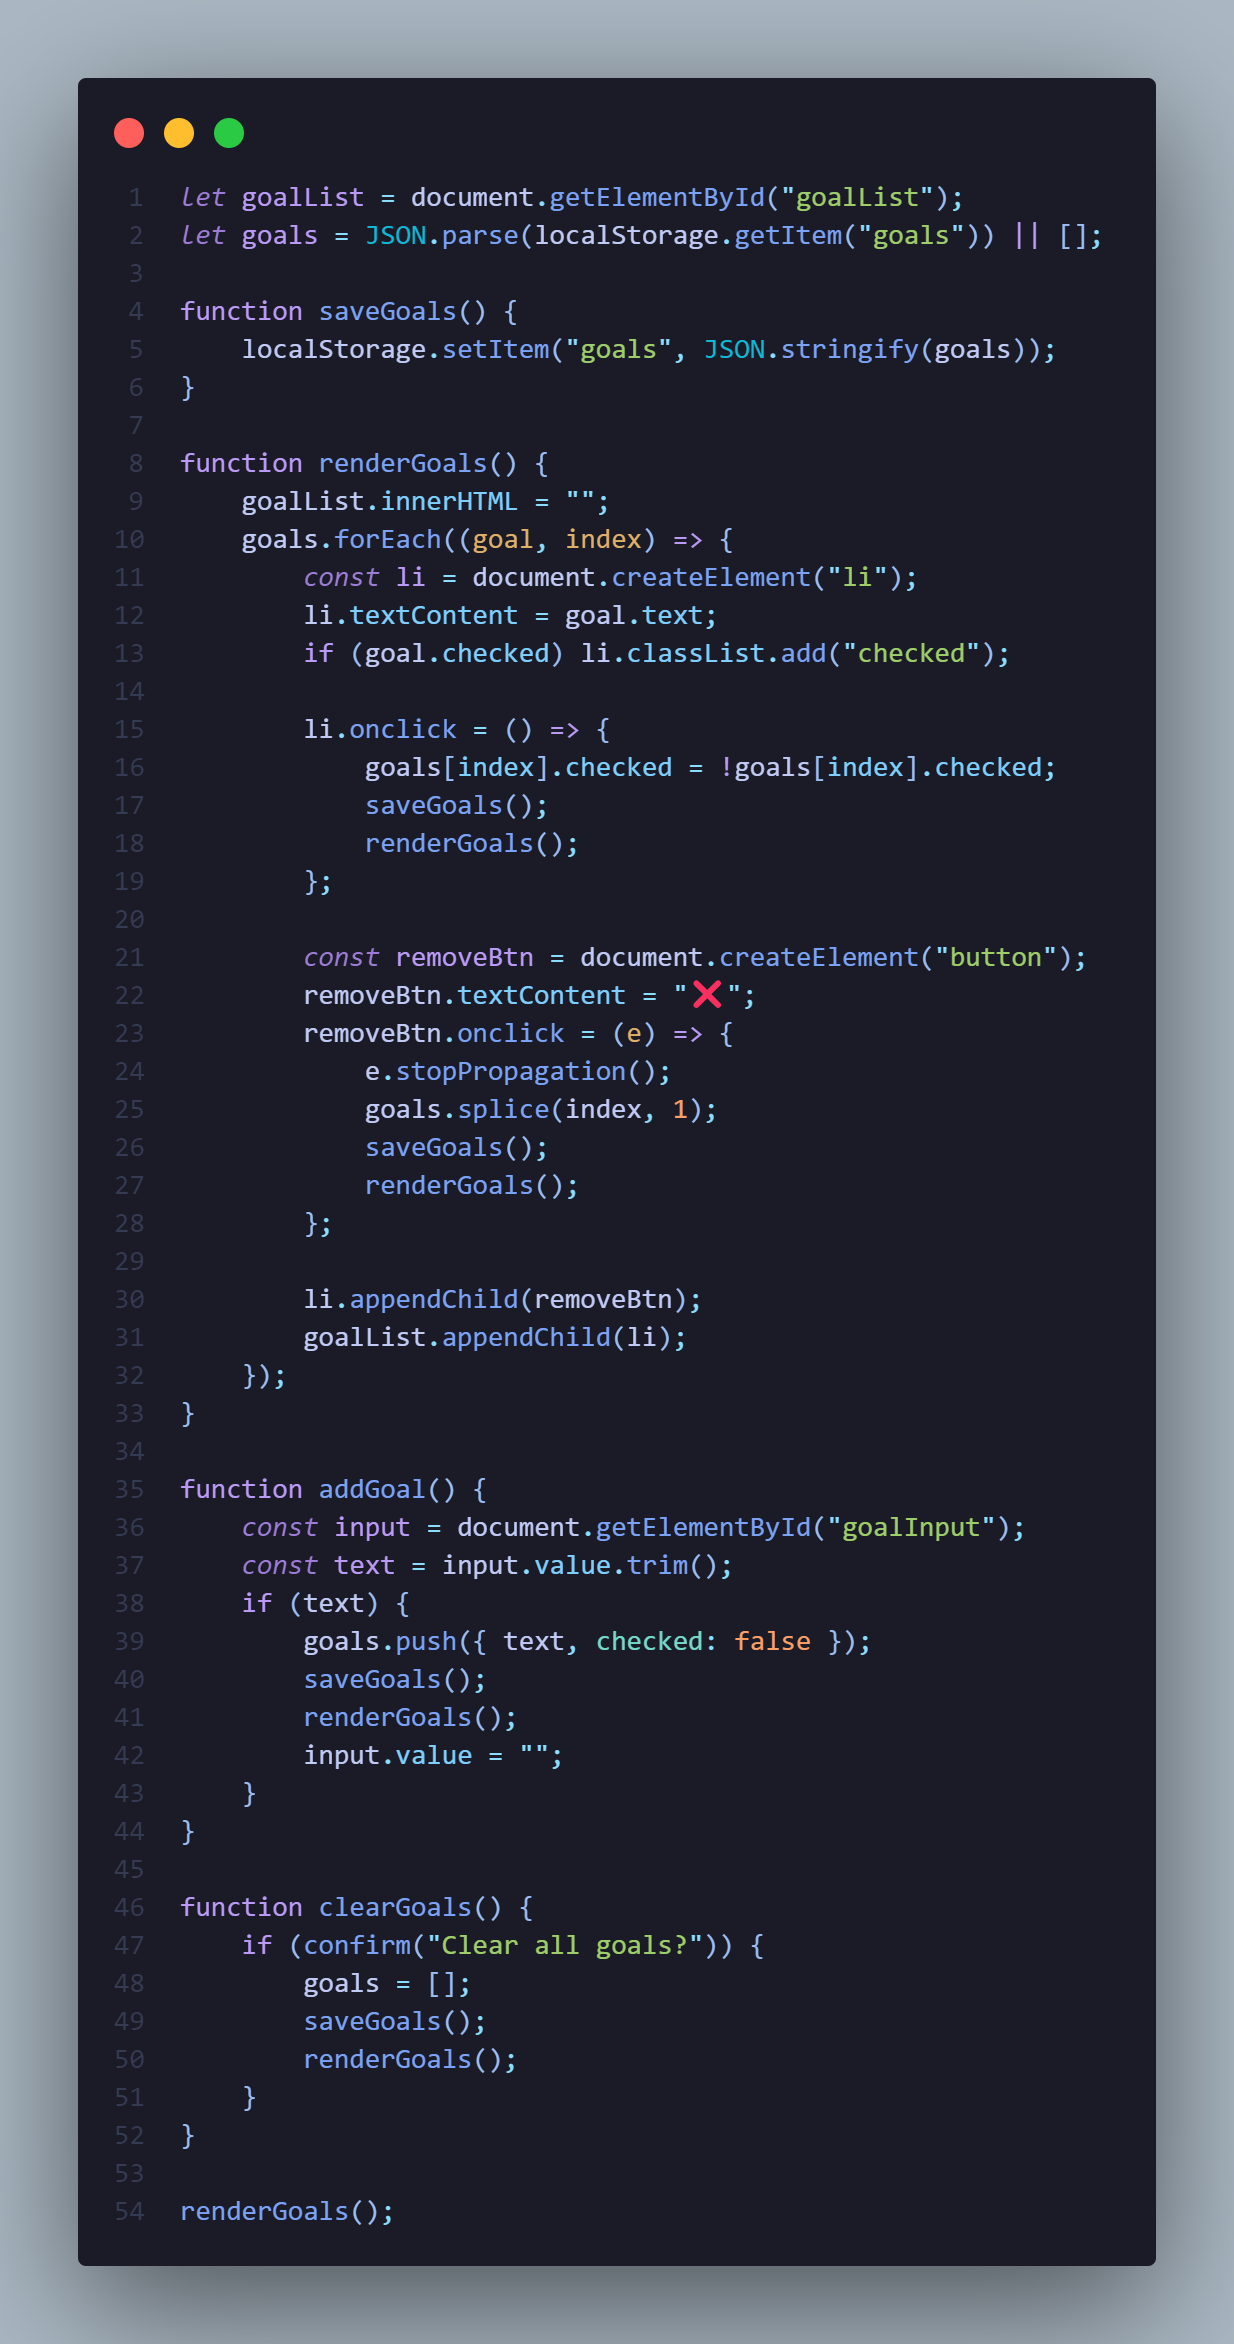 1 let goalList = document.getElementById("goalList");
2 let goals = JSON.parse(localStorage.getItem("goals")) || [];
3
4 function saveGoals() {
5     localStorage.setItem("goals", JSON.stringify(goals));
6 }
7
8 function renderGoals() {
9     goalList.innerHTML = "";
10     goals.forEach((goal, index) => {
11         const li = document.createElement("li");
12         li.textContent = goal.text;
13         if (goal.checked) li.classList.add("checked");
14
15         li.onclick = () => {
16             goals[index].checked = !goals[index].checked;
17             saveGoals();
18             renderGoals();
19         };
20
21         const removeBtn = document.createElement("button");
22         removeBtn.textContent = "❌";
23         removeBtn.onclick = (e) => {
24             e.stopPropagation();
25             goals.splice(index, 1);
26             saveGoals();
27             renderGoals();
28         };
29
30         li.appendChild(removeBtn);
31         goalList.appendChild(li);
32     });
33 }
34
35 function addGoal() {
36     const input = document.getElementById("goalInput");
37     const text = input.value.trim();
38     if (text) {
39         goals.push({ text, checked: false });
40         saveGoals();
41         renderGoals();
42         input.value = "";
43     }
44 }
45
46 function clearGoals() {
47     if (confirm("Clear all goals?")) {
48         goals = [];
49         saveGoals();
50         renderGoals();
51     }
52 }
53
54 renderGoals();